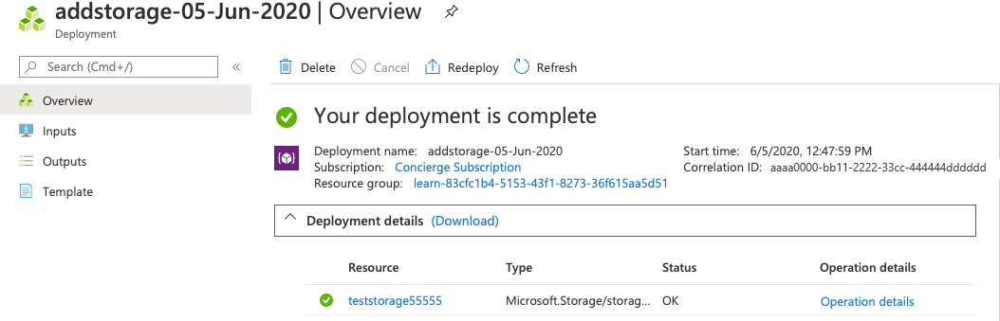 addstorage-05-Jun-2020 | Overview
Deployment
Search (Cmd+/)
«
Delete
Cancel
Redeploy
Refresh
Overview
Inputs
Outputs
Template
Your deployment is complete
Deployment name: addstorage-05-Jun-2020
Subscription: Concierge Subscription
Resource group: learn-83cfc1b4-5153-43f1-8273-36f615aa5d51
Start time: 6/5/2020, 12:47:59 PM
Correlation ID: aaaa0000-bb11-2222-33cc-444444dddddd
Deployment details (Download)
Resource Type Status Operation details
teststorage55555 Microsoft.Storage/storag... OK Operation details